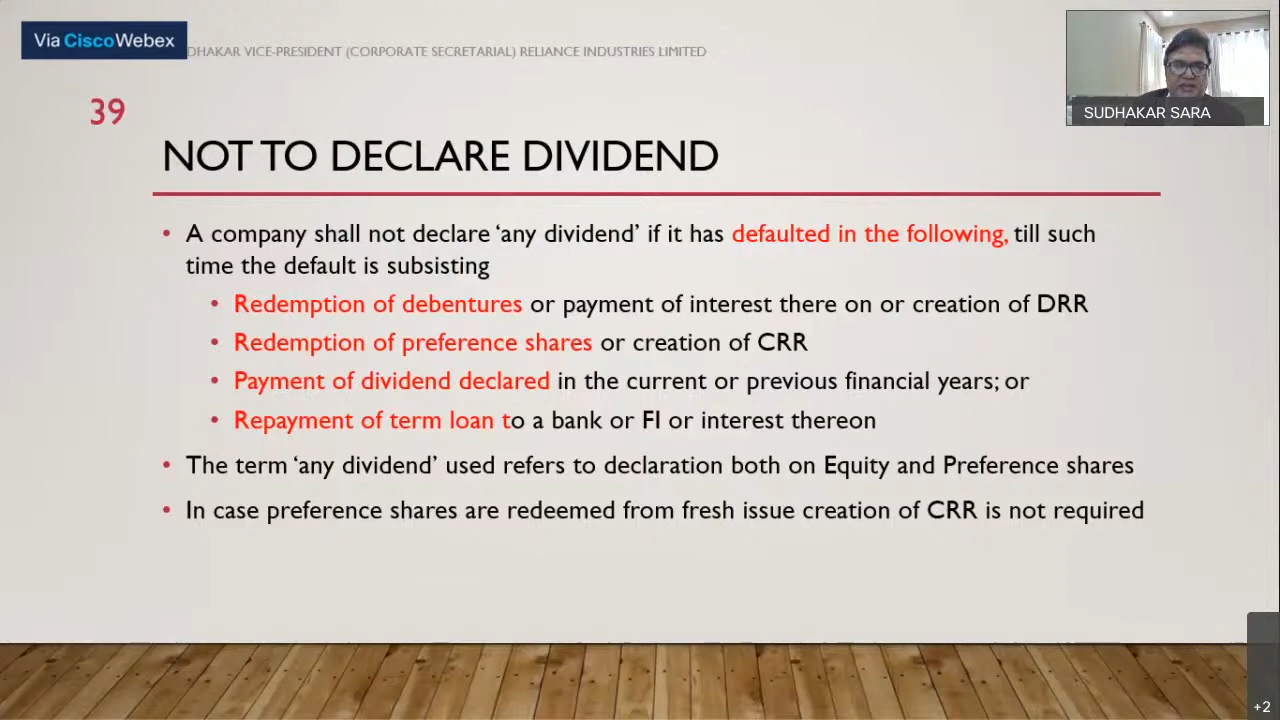 Via Cisco Webex
DHAKAR VICE-PRESIDENT (CORPORATE SECRETARIAL) RELIANCE INDUSTRIES LIMITED
SUDHAKAR SARA
39
NOT TO DECLARE DIVIDEND
• A company shall not declare ‘any dividend’ if it has defaulted in the following, till such
time the default is subsisting
• Redemption of debentures or payment of interest there on or creation of DRR
• Redemption of preference shares or creation of CRR
• Payment of dividend declared in the current or previous financial years; or
• Repayment of term loan to a bank or FI or interest thereon
• The term ‘any dividend’ used refers to declaration both on Equity and Preference shares
• In case preference shares are redeemed from fresh issue creation of CRR is not required
+2